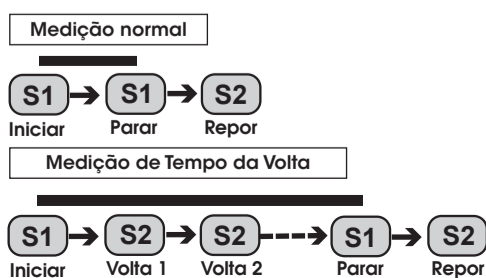 Medição normal
S1 S1 S2
Iniciar Parar Repor
Medição de Tempo da Volta
S1 S2 S2 S1 S2
Iniciar Volta 1 Volta 2 Parar Repor